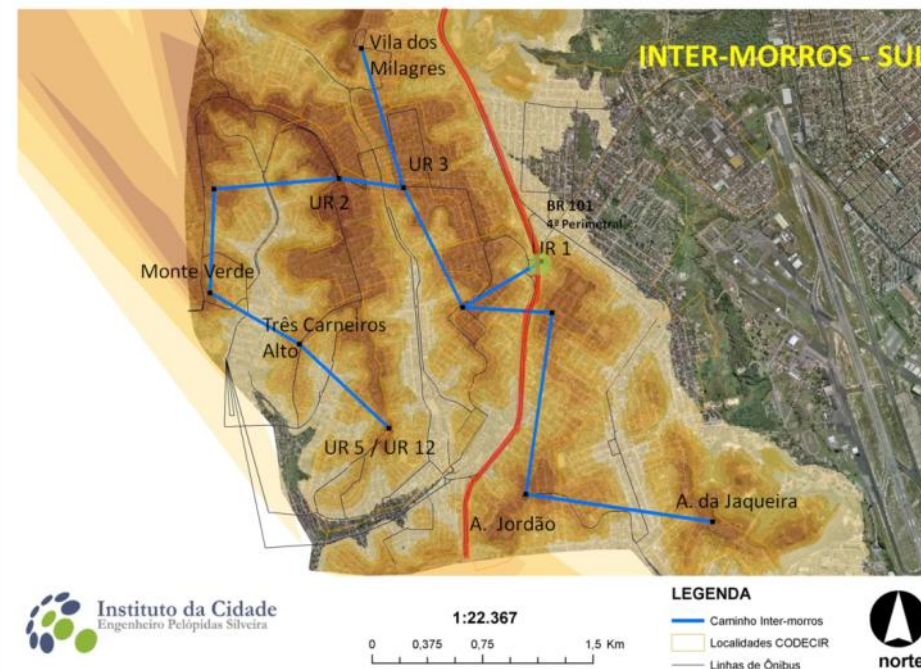 INTER-MORROS - SUL
Vila dos
Milagres
UR 3
UR 2
BR 101
4ª Perimetral
UR 1
Monte Verde
Três Carneiros
Alto
UR 5 / UR 12
A. da Jaqueira
A. Jordão
Instituto da Cidade
Engenheiro Pelópidas Silveira
1:22.367
0 0,375 0,75 1,5 Km
LEGENDA
Caminho Inter-morros
Localidades CODECIR
Linhas de Ônibus
norte